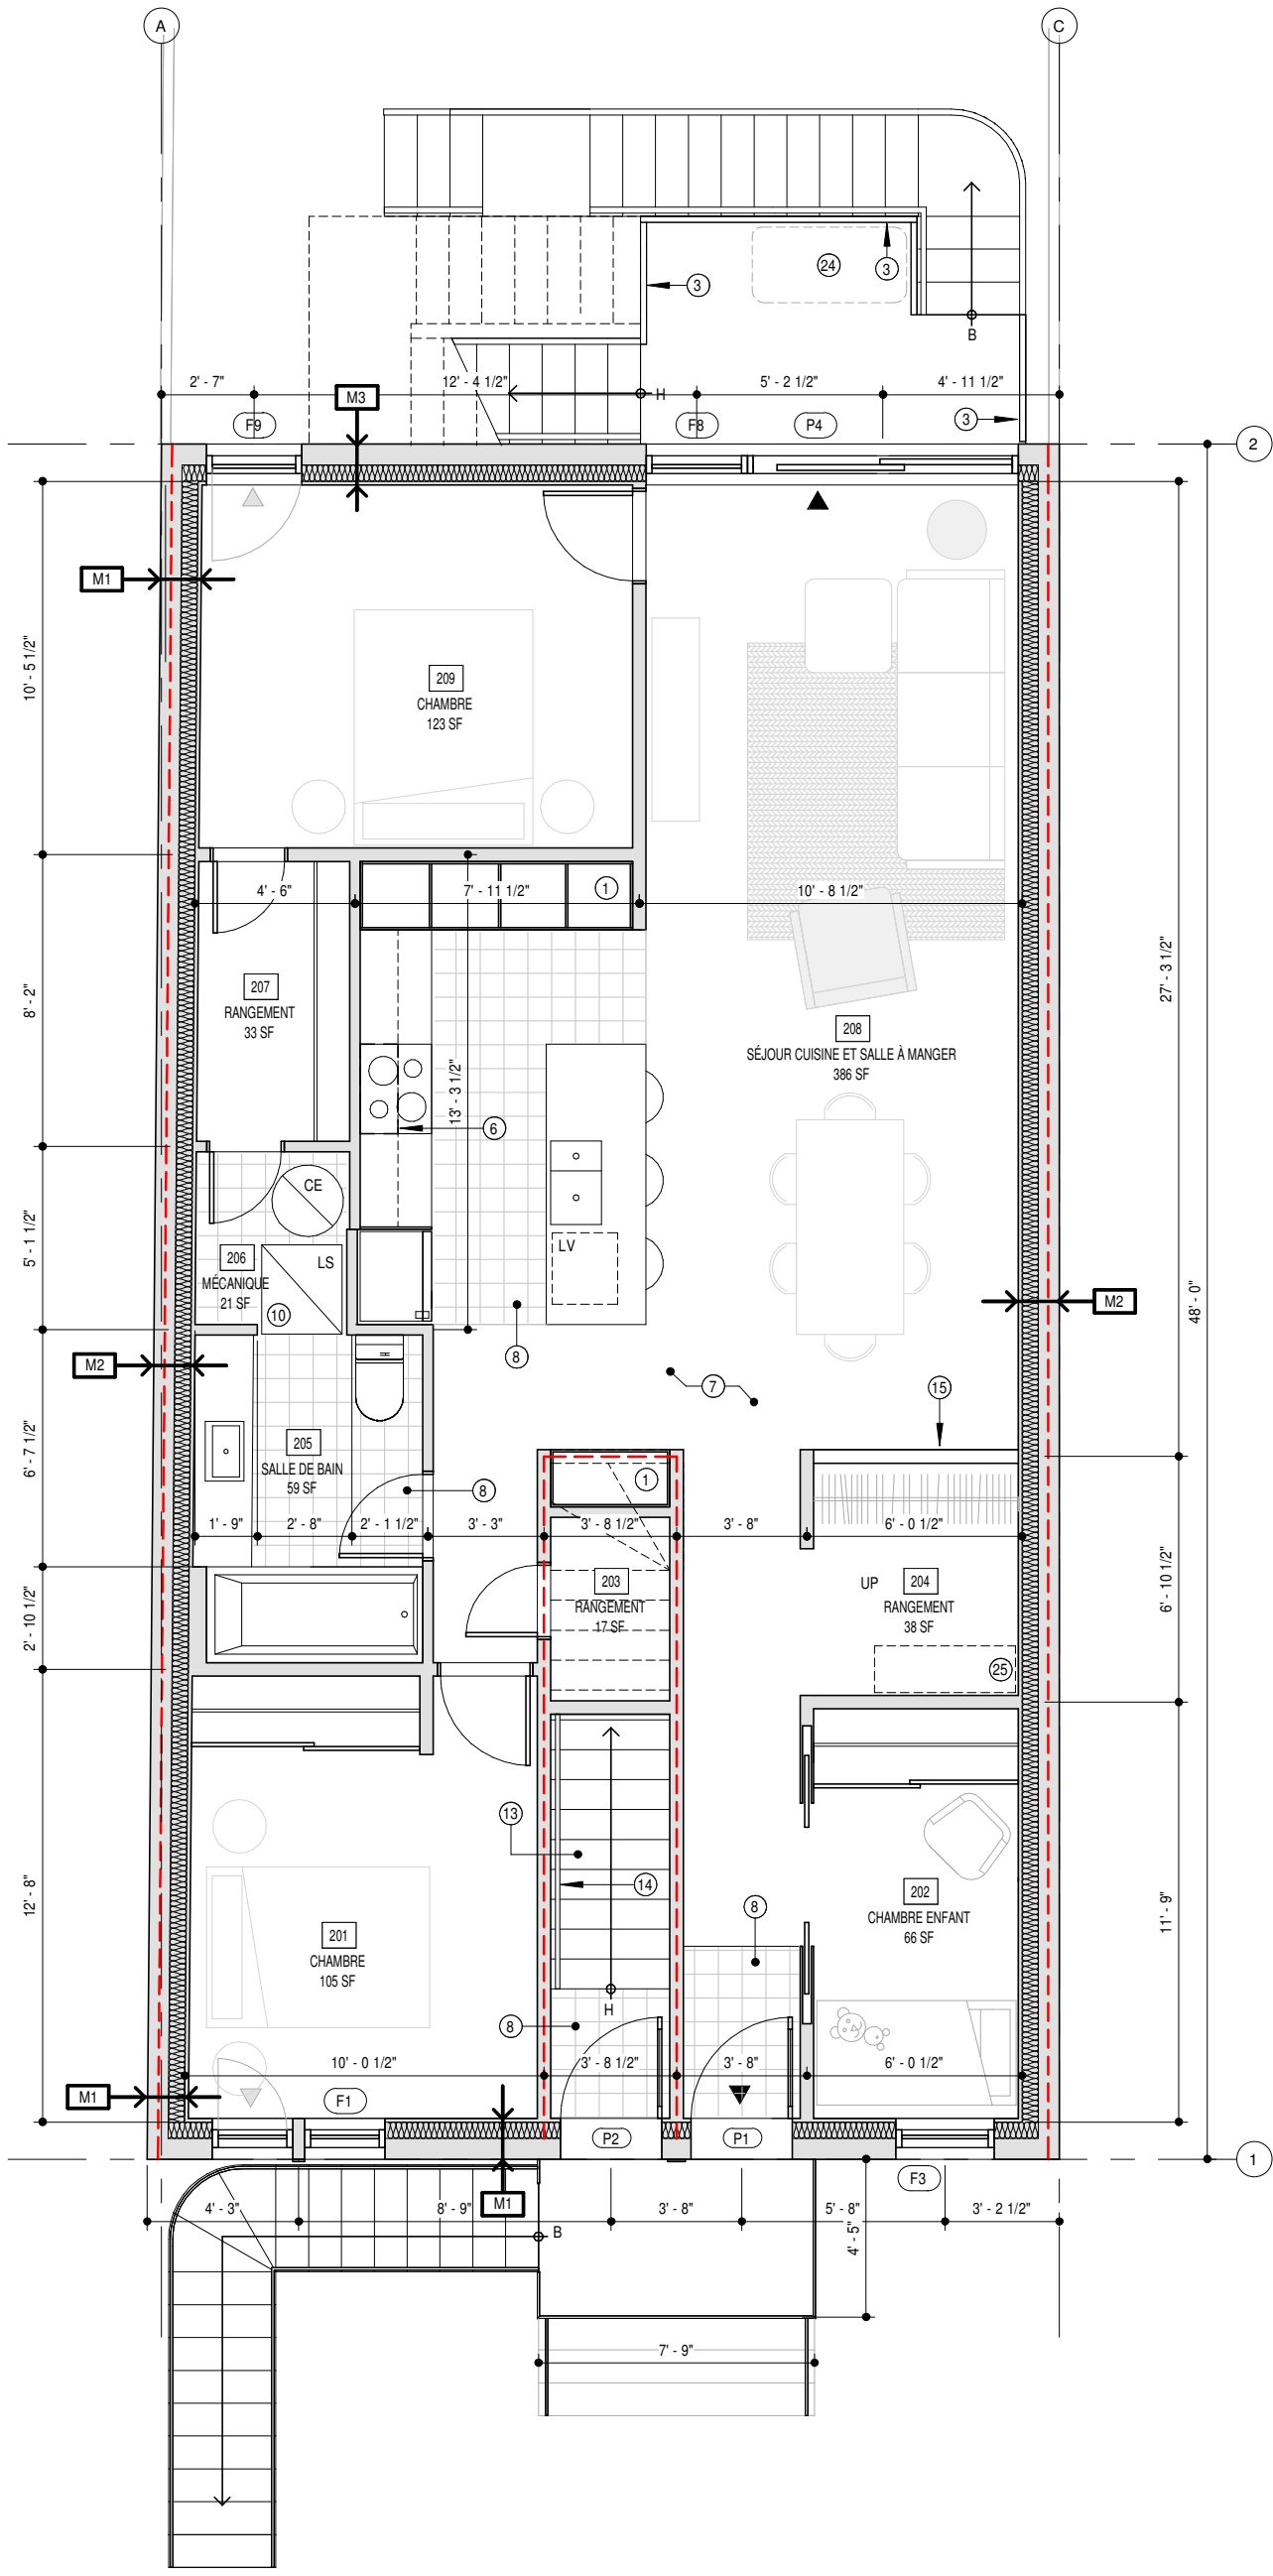 A
C
24
3
3
B
2' - 7"
12' - 4 1/2"
5' - 2 1/2"
4' - 11 1/2"
M3
H
F9
F8
P4
3
2
M1
10' - 5 1/2"
209
CHAMBRE
123 SF
4' - 6"
7' - 11 1/2"
1
10' - 8 1/2"
27' - 3 1/2"
8' - 2"
207
RANGEMENT
33 SF
208
SÉJOUR CUISINE ET SALLE À MANGER
386 SF
13' - 3 1/2"
6
CE
5' - 1 1/2"
206
MÉCANIQUE
21 SF
LS
10
LV
M2
48' - 0"
8
M2
7
15
6' - 7 1/2"
205
SALLE DE BAIN
59 SF
8
1
1' - 9"
2' - 8"
2' - 1 1/2"
3' - 3"
3' - 8 1/2"
3' - 8"
6' - 0 1/2"
203
RANGEMENT
17 SF
UP
204
RANGEMENT
38 SF
6' - 10 1/2"
2' - 10 1/2"
25
13
14
12' - 8"
202
CHAMBRE ENFANT
66 SF
11' - 9"
8
201
CHAMBRE
105 SF
H
8
10' - 0 1/2"
3' - 8 1/2"
3' - 8"
6' - 0 1/2"
M1
F1
P2
P1
1
F3
M1
4' - 3"
8' - 9"
3' - 8"
5' - 8"
3' - 2 1/2"
B
4' - 5"
7' - 9"